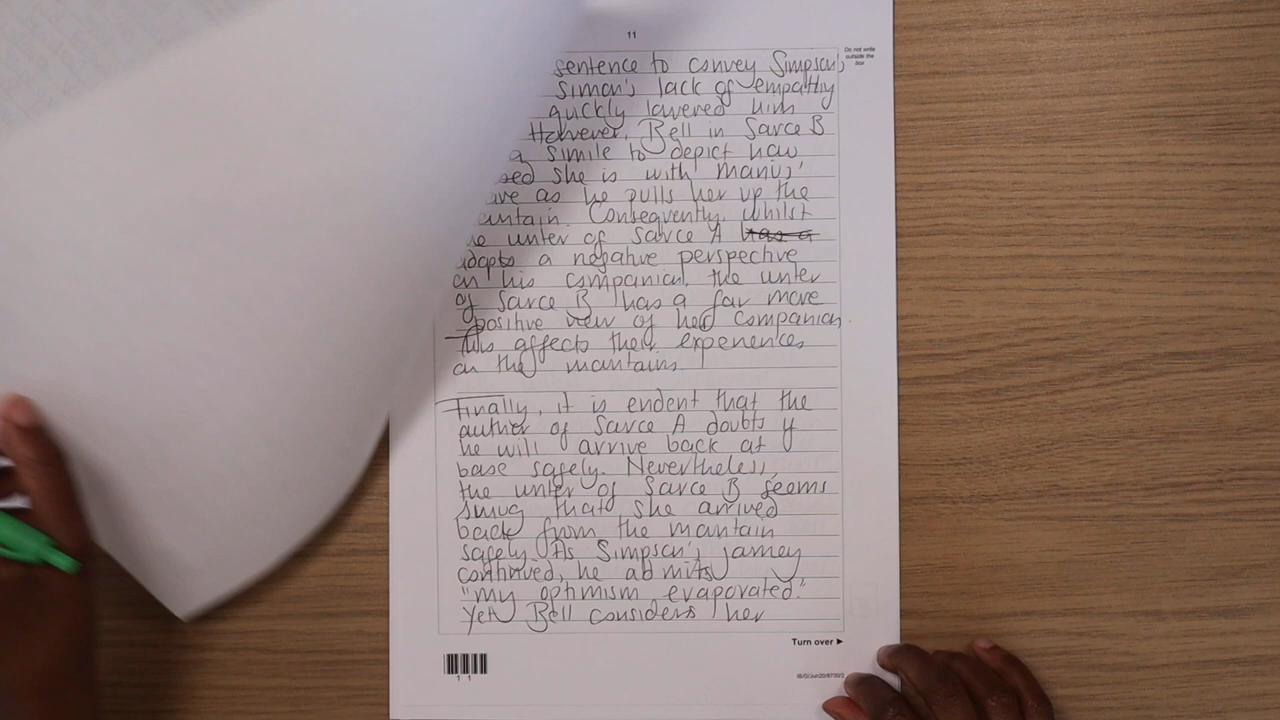 11
Do not write
outside the
box
sentence to convey Simpson's
Simon's lack of empathy
quickly lowered him
However, Bell in Source B
a simile to depict how
she is with Marius'
as he pulls her up the
Consequently, whilst
writer of Source A has a
adopts a negative perspective
on his companion, the writer
of Source B has a far more
positive view of her companion.
This affects their experiences
on the mountains.
Finally, it is evident that the
author of Source A doubts if
he will arrive back at
base safely. Nevertheless,
the writer of Source B seems
smug that she arrived
back from the mountain
safely. As Simpson's journey
continued, he admits
"my optimism evaporated."
Yet Bell considers her
Turn over
11